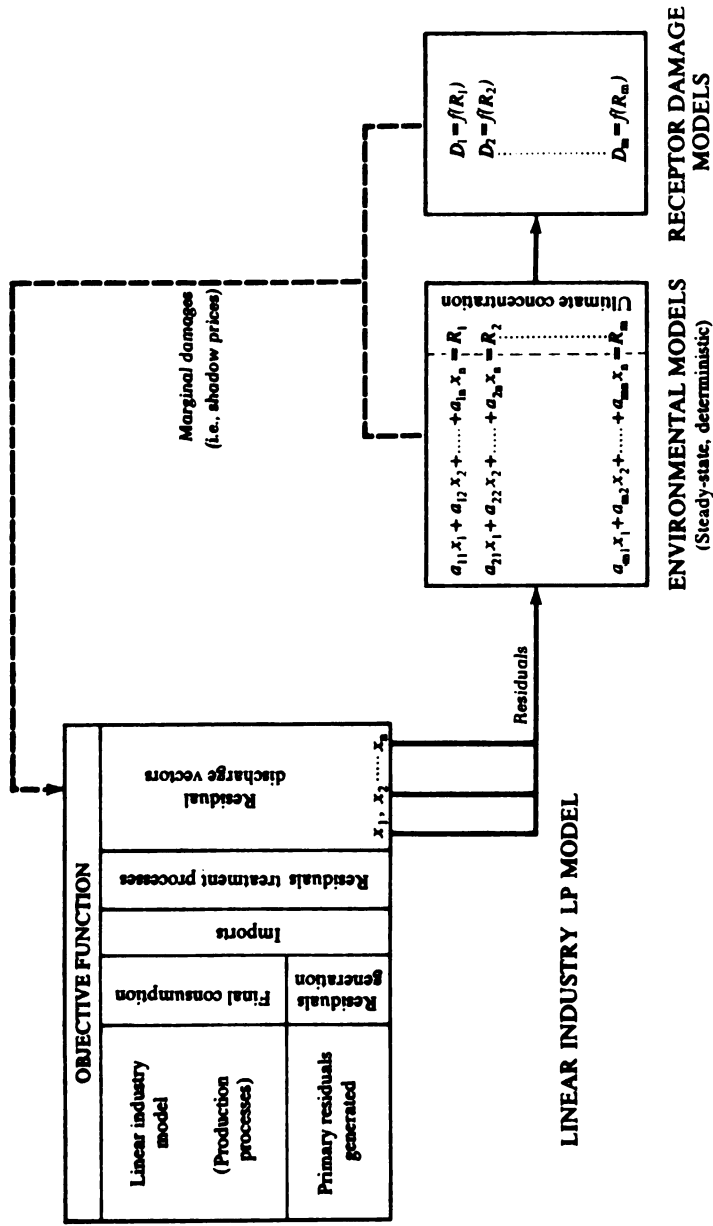 OBJECTIVE FUNCTION
Linear industry
model
(Production
processes)
Primary residuals
generated
Final consumption
Residuals
generation
Imports
Residuals treatment processes
Residual
discharge vectors
x₁, x₂ ..... xₙ
LINEAR INDUSTRY LP MODEL
Residuals
Marginal damages
(i.e., shadow prices)
a₁₁x₁ + a₁₂x₂ + ..... + a₁ₙxₙ = R₁
a₂₁x₁ + a₂₂x₂ + ..... + a₂ₙxₙ = R₂
aₘ₁x₁ + aₘ₂x₂ + ..... + aₘₙxₙ = Rₘ
Ulumate concentration
ENVIRONMENTAL MODELS
(Steady-state, deterministic)
D₁ = f(R₁)
D₂ = f(R₂)
Dₘ = f(Rₘ)
RECEPTOR DAMAGE
MODELS